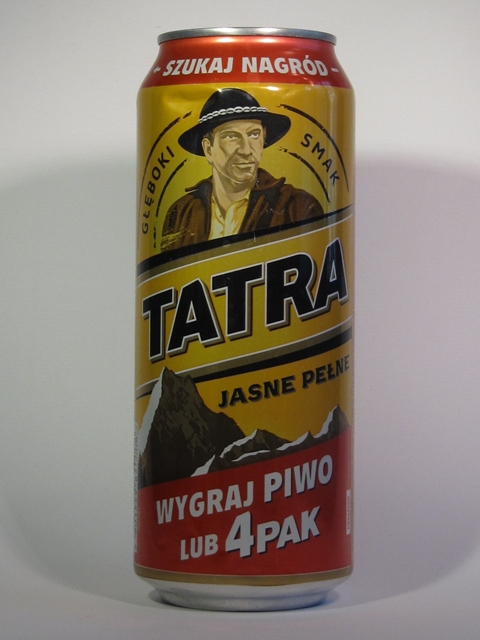 - SZUKAJ NAGRÓD -
GŁĘBOKI SMAK
TATRA
JASNE PEŁNE
WYGRAJ PIWO
LUB 4PAK